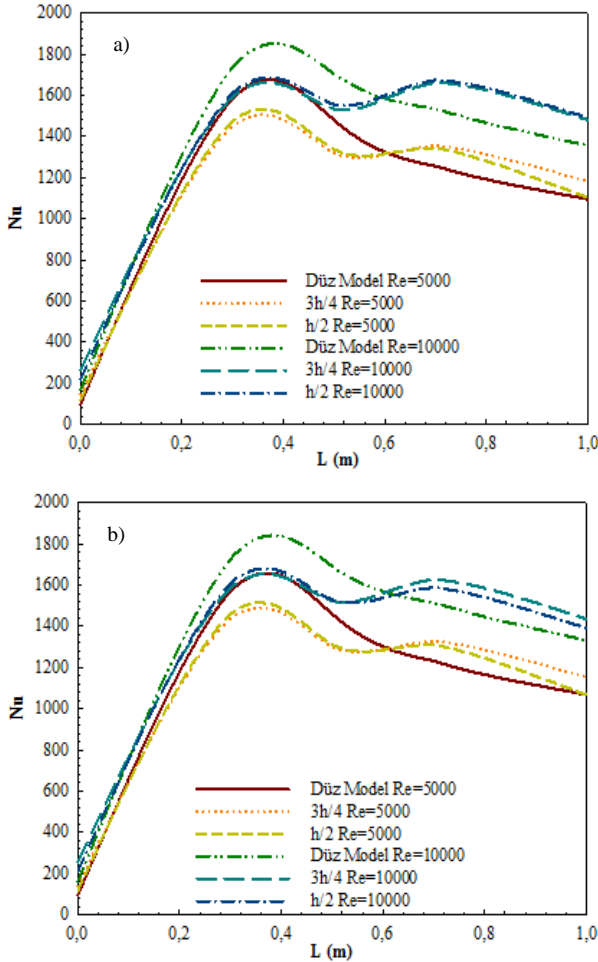 a)
2000
1800
1600
1400
1200
1000
800
600
400
200
0
Nu
Düz Model Re=5000
3h/4 Re=5000
h/2 Re=5000
Düz Model Re=10000
3h/4 Re=10000
h/2 Re=10000
0,0 0,2 0,4 0,6 0,8 1,0
L (m)
b)
2000
1800
1600
1400
1200
1000
800
600
400
200
0
Nu
Düz Model Re=5000
3h/4 Re=5000
h/2 Re=5000
Düz Model Re=10000
3h/4 Re=10000
h/2 Re=10000
0,0 0,2 0,4 0,6 0,8 1,0
L (m)